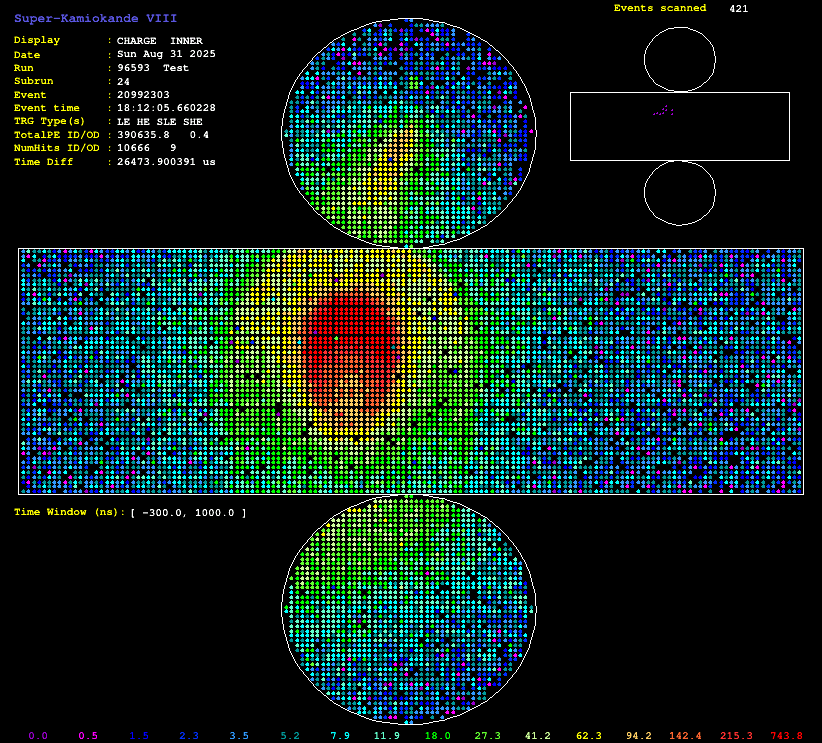 Super-Kamiokande VIII
Display : CHARGE INNER
Date : Sun Aug 31 2025
Run : 96593 Test
Subrun : 24
Event : 20992303
Event time : 18:12:05.660228
TRG Type(s) : LE HE SLE SHE
TotalPE ID/OD : 390635.8 0.4
NumHits ID/OD : 10666 9
Time Diff : 26473.900391 us
Events scanned 421
Time Window (ns): [ -300.0, 1000.0 ]
0.0 0.5 1.5 2.3 3.5 5.2 7.9 11.9 18.0 27.3 41.2 62.3 94.2 142.4 215.3 743.8